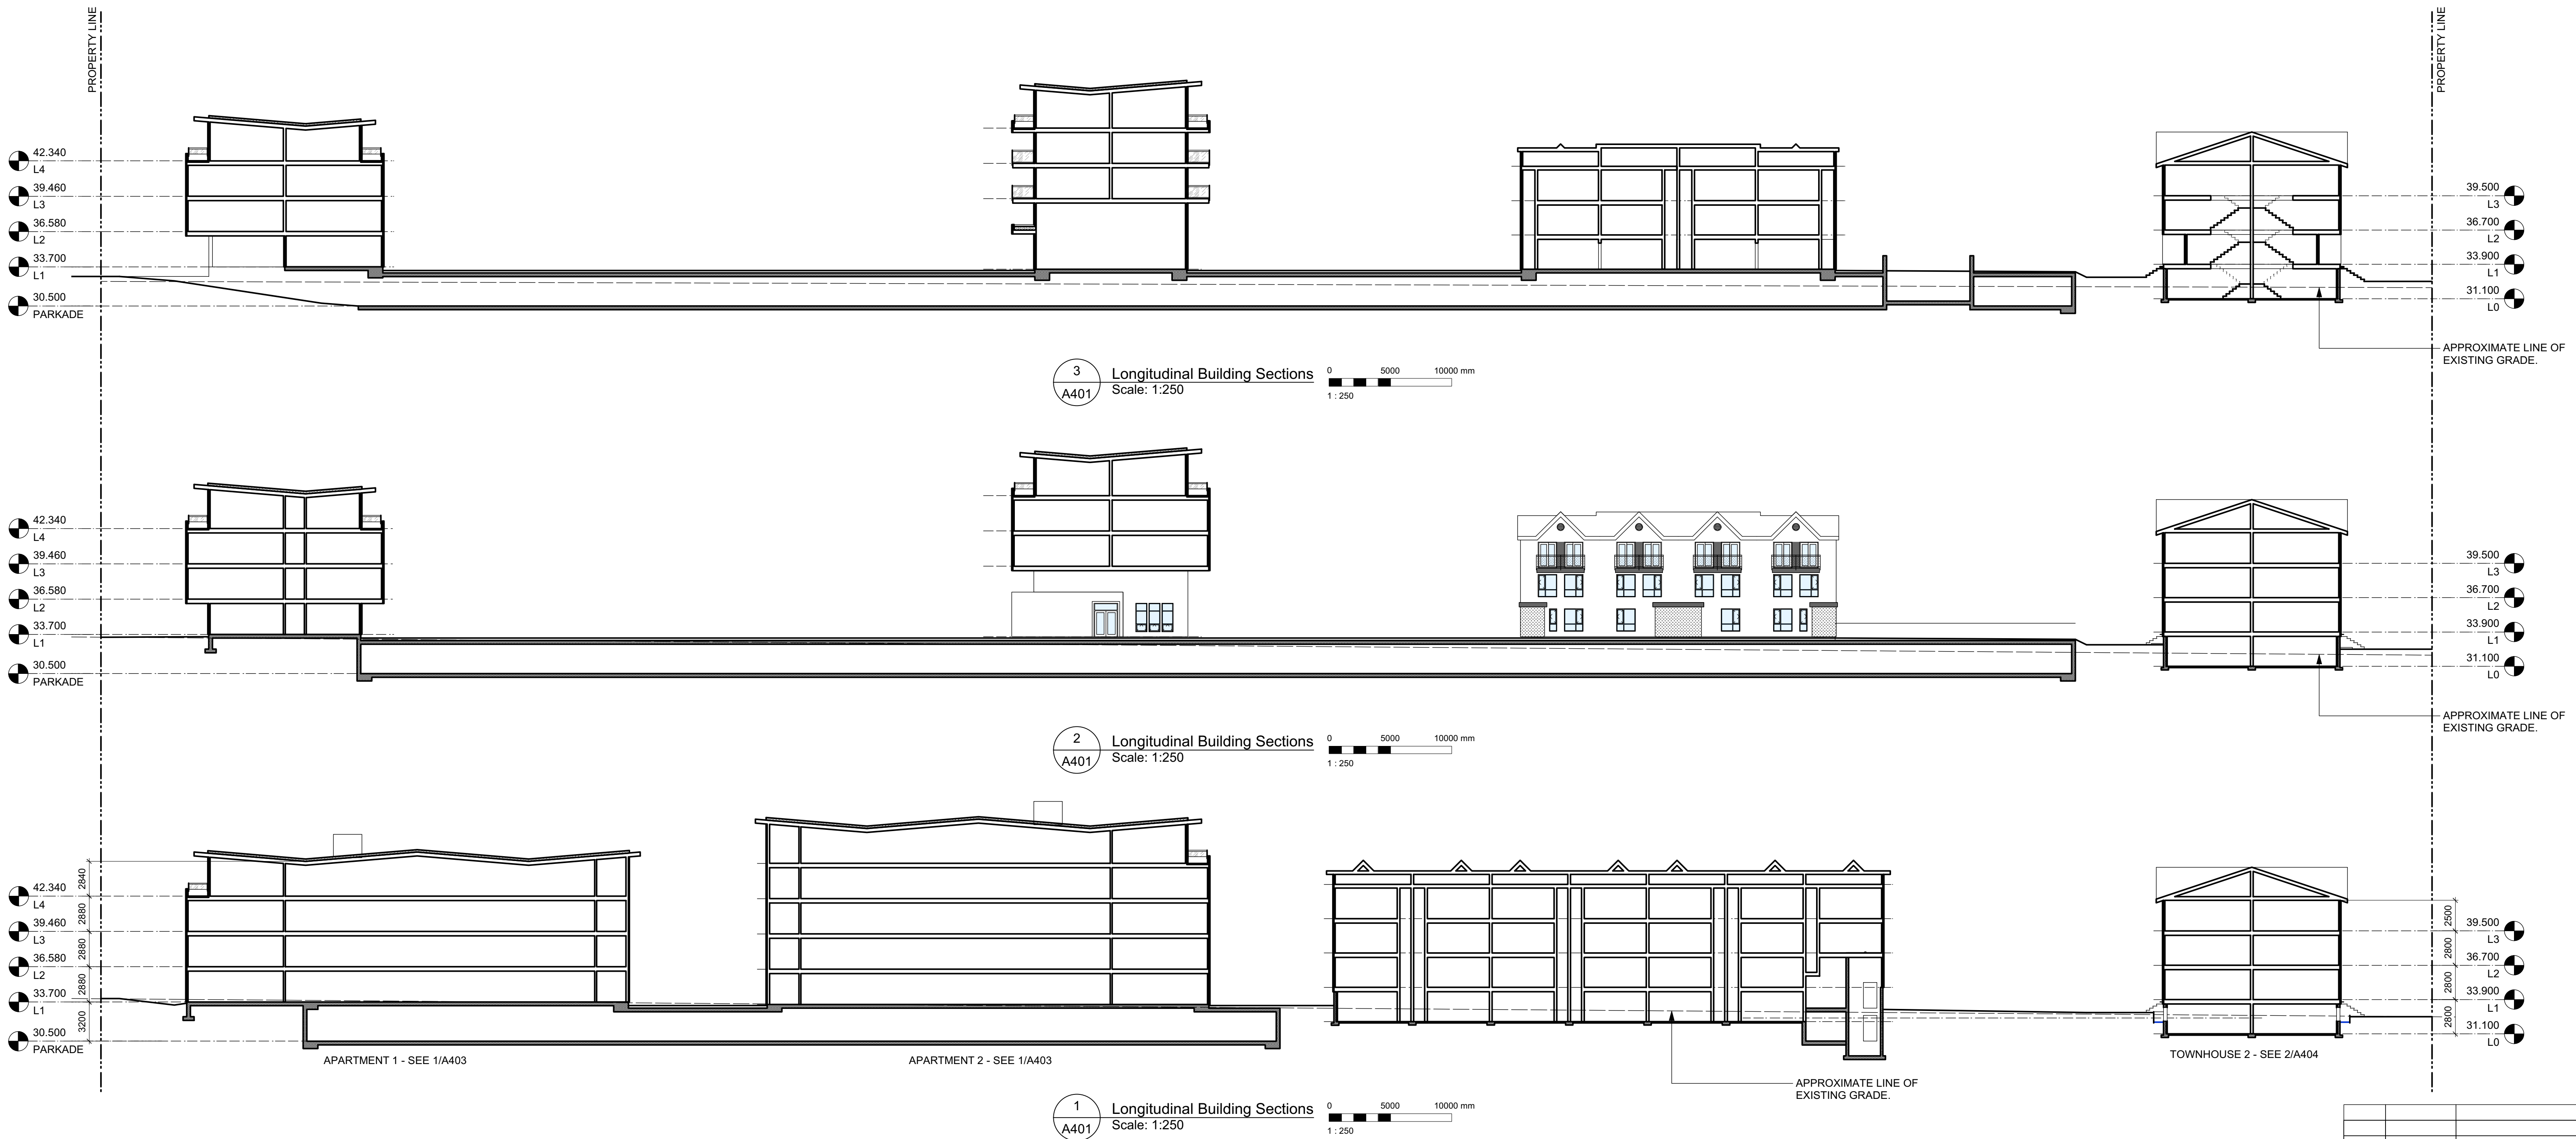 PROPERTY LINE
PROPERTY LINE
42.340
L4
39.460
L3
36.580
L2
33.700
L1
30.500
PARKADE
39.500
L3
36.700
L2
33.900
L1
31.100
L0
APPROXIMATE LINE OF
EXISTING GRADE.
3
A401
Longitudinal Building Sections
Scale: 1:250
0 5000 10000 mm
1 : 250
42.340
L4
39.460
L3
36.580
L2
33.700
L1
30.500
PARKADE
39.500
L3
36.700
L2
33.900
L1
31.100
L0
APPROXIMATE LINE OF
EXISTING GRADE.
2
A401
Longitudinal Building Sections
Scale: 1:250
0 5000 10000 mm
1 : 250
42.340
L4
39.460
L3
36.580
L2
33.700
L1
30.500
PARKADE
2840
2880
2880
2880
3200
39.500
L3
36.700
L2
33.900
L1
31.100
L0
2500
2800
2800
2800
APARTMENT 1 - SEE 1/A403
APARTMENT 2 - SEE 1/A403
TOWNHOUSE 2 - SEE 2/A404
APPROXIMATE LINE OF
EXISTING GRADE.
1
A401
Longitudinal Building Sections
Scale: 1:250
0 5000 10000 mm
1 : 250